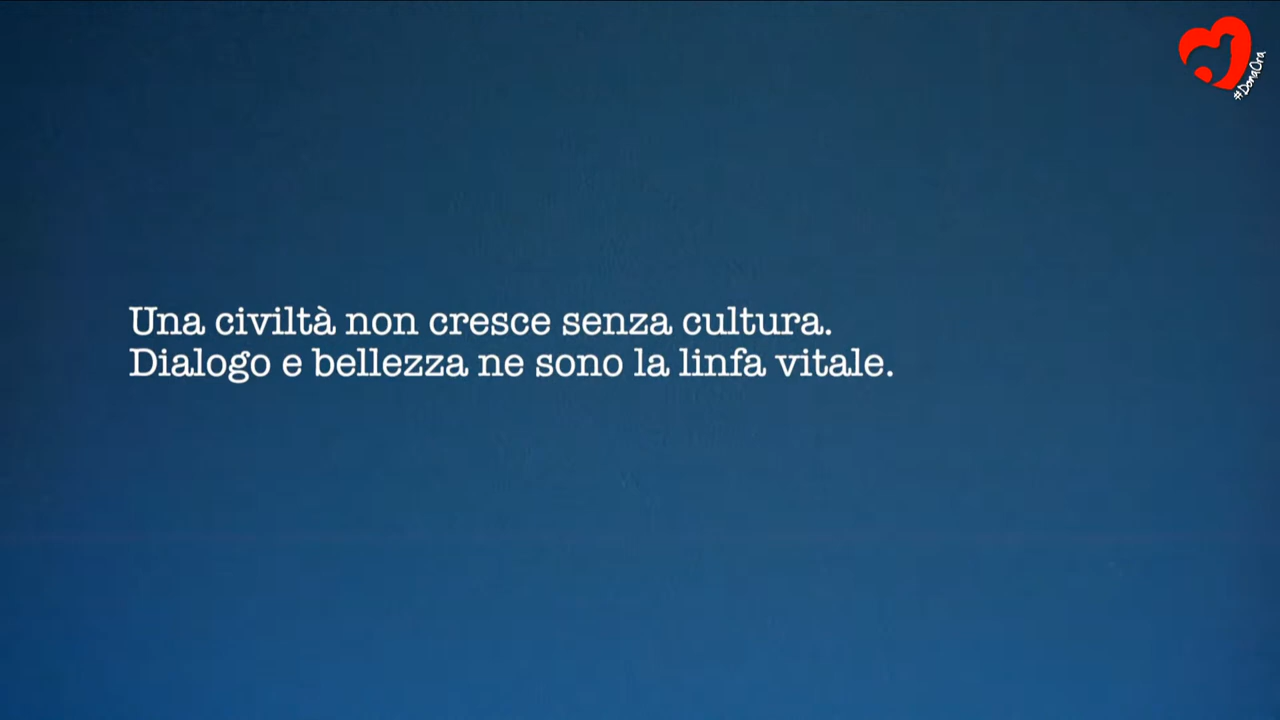 #DonaOra
Una civiltà non cresce senza cultura.
Dialogo e bellezza ne sono la linfa vitale.